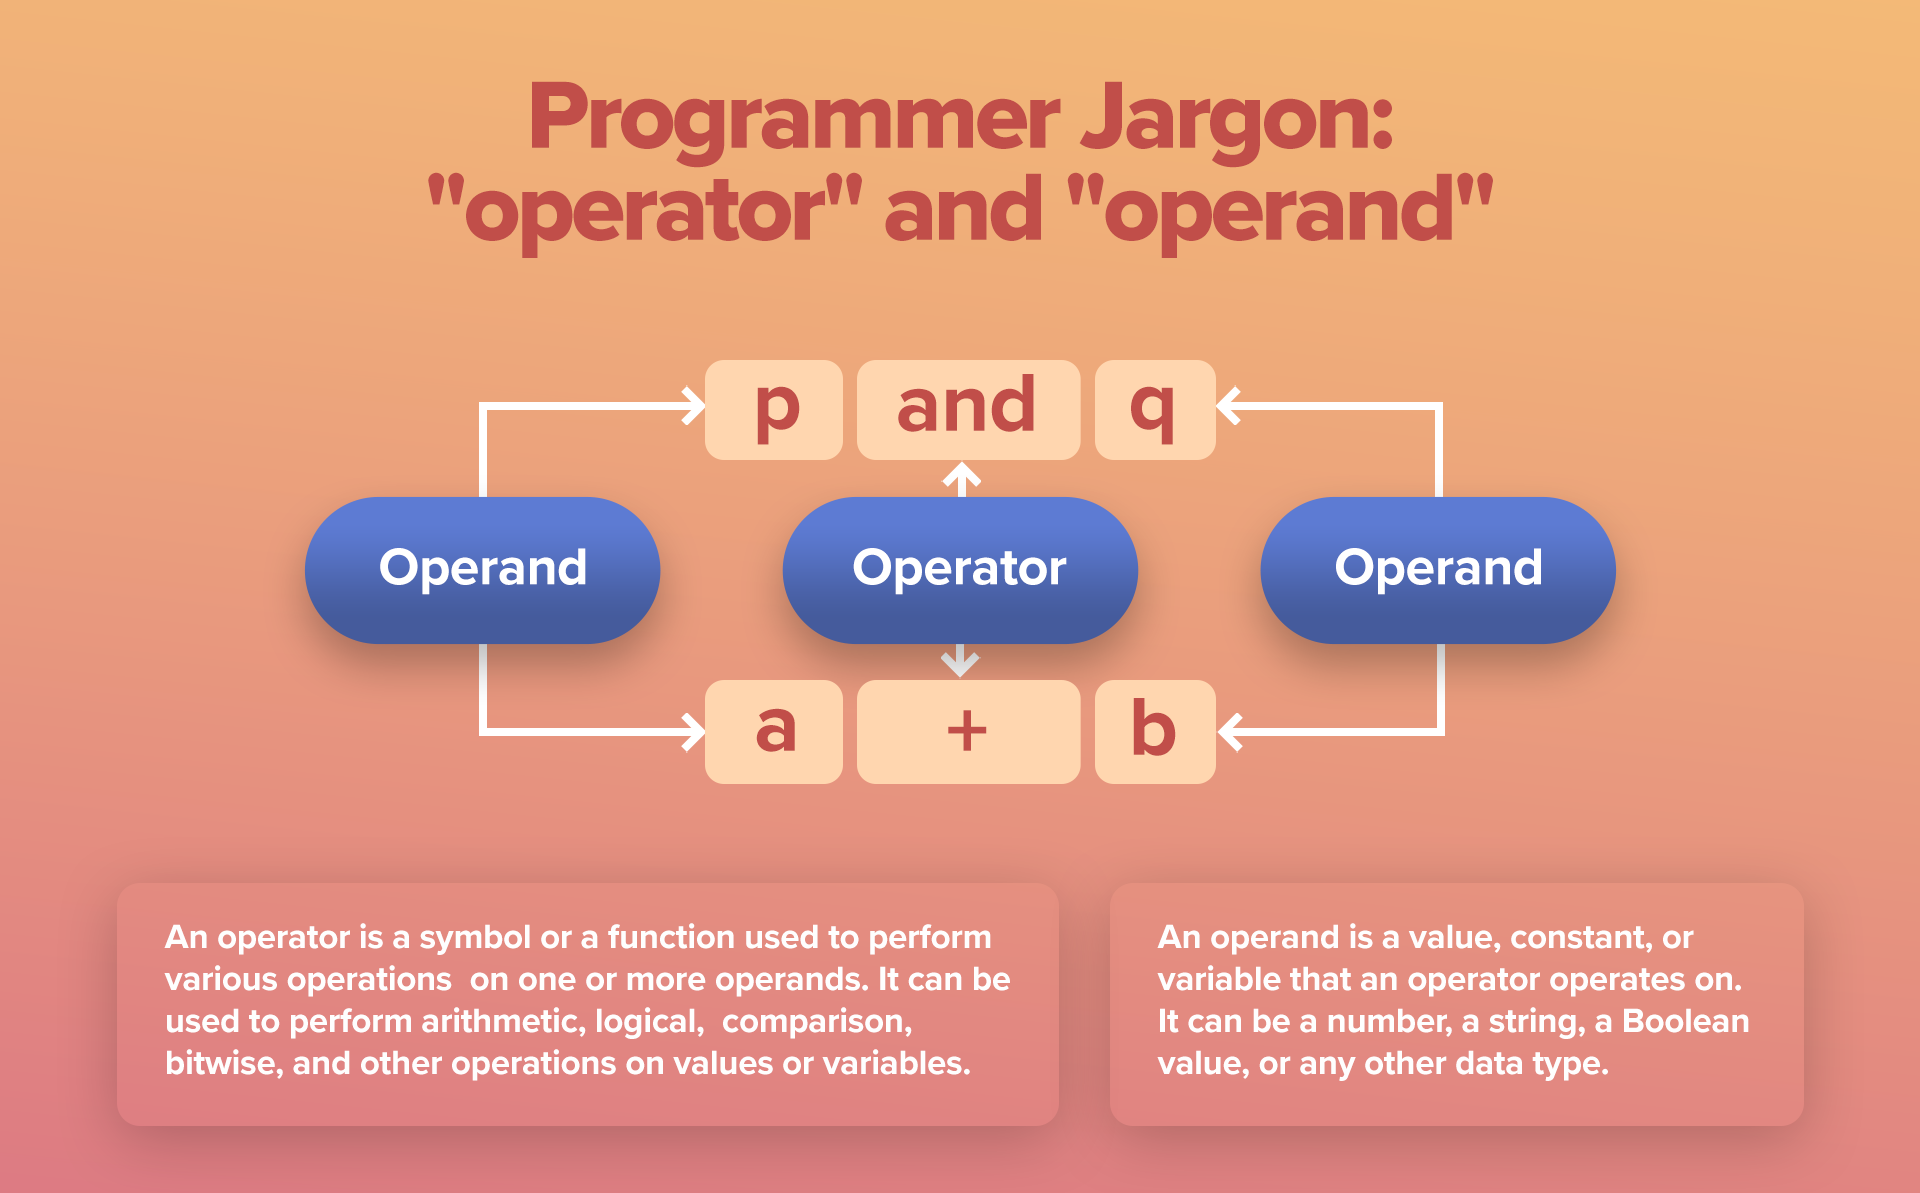 Programmer Jargon:
"operator" and "operand"
p and q
Operand Operator Operand
a + b
An operator is a symbol or a function used to perform
various operations  on one or more operands. It can be
used to perform arithmetic, logical,  comparison,
bitwise, and other operations on values or variables.
An operand is a value, constant, or
variable that an operator operates on.
It can be a number, a string, a Boolean
value, or any other data type.